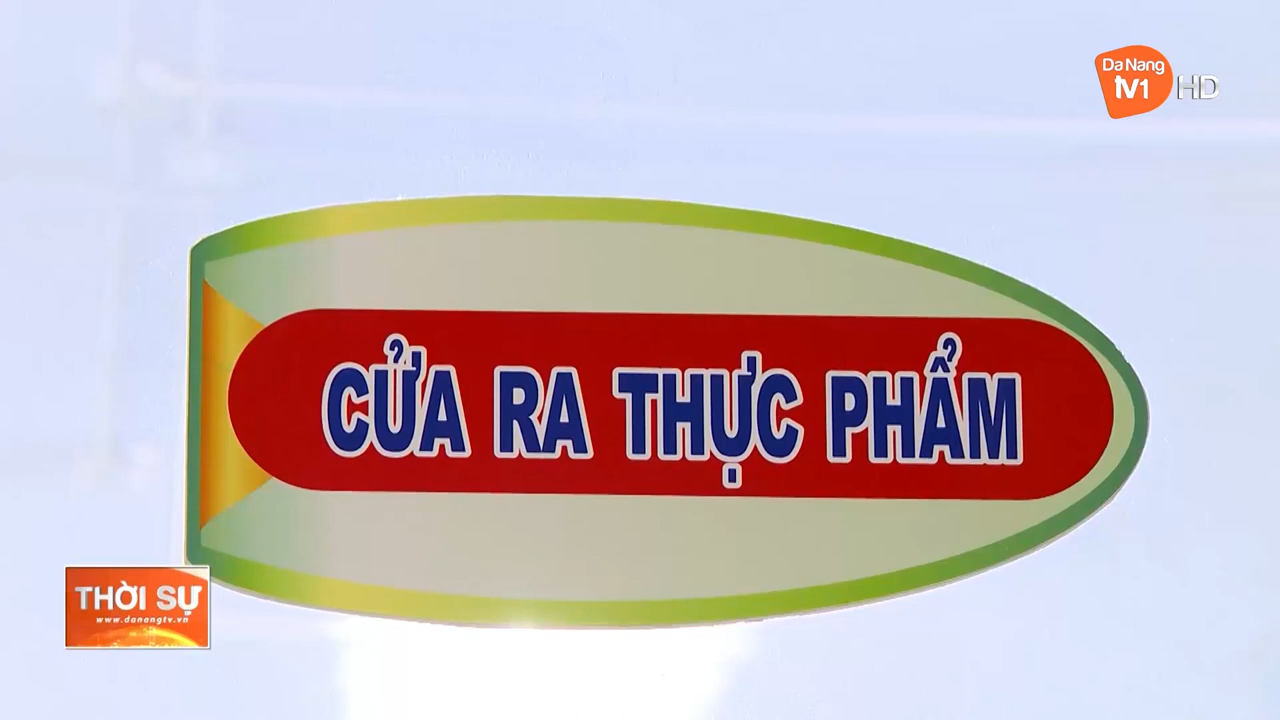 Da Nang
TV1 HD
CỬA RA THỰC PHẨM
THỜI SỰ
www.danangtv.vn